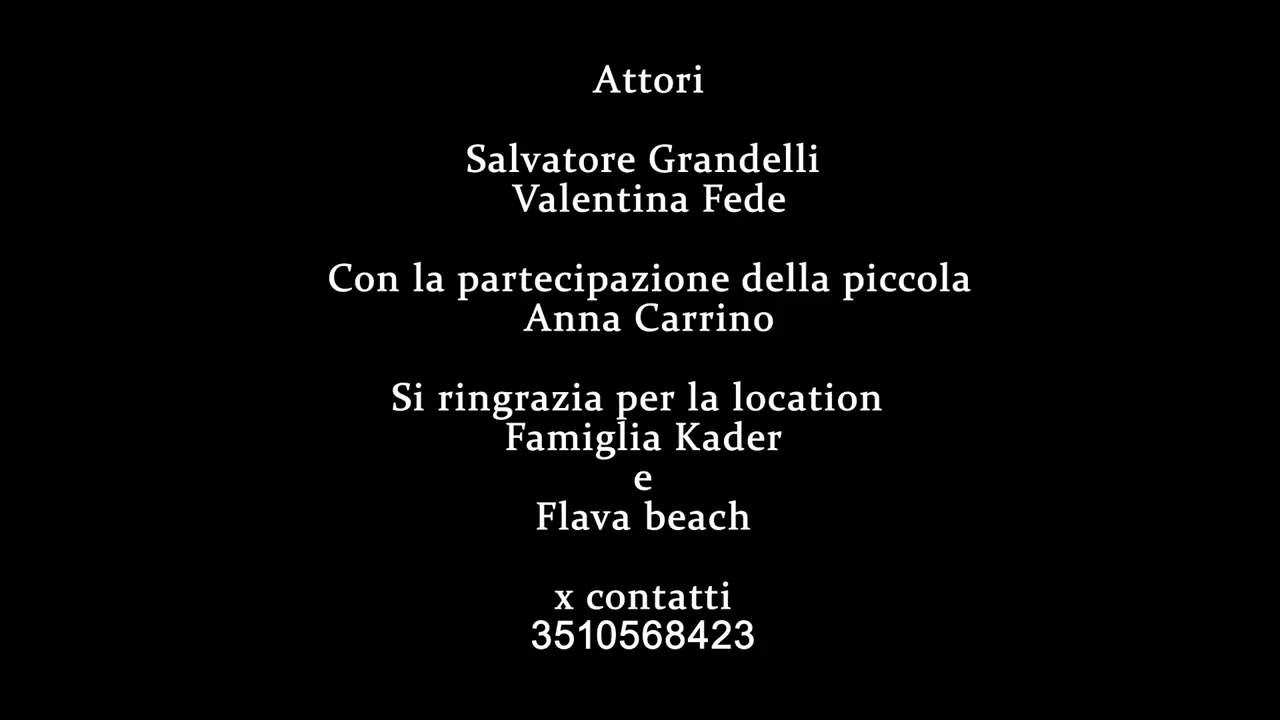 Attori
Salvatore Grandelli
Valentina Fede
Con la partecipazione della piccola
Anna Carrino
Si ringrazia per la location
Famiglia Kader
e
Flava beach
x contatti
3510568423